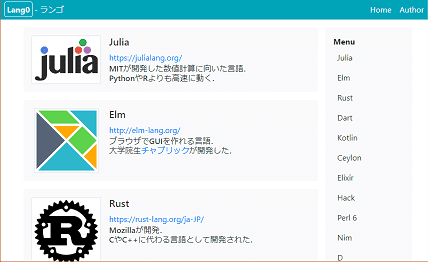 Lang0 - ランゴ
Home
Author
julia
Julia
https://julialang.org/
MITが開発した数値計算に向いた言語.
PythonやRよりも高速に動く.
Elm
http://elm-lang.org/
ブラウザでGUIを作れる言語.
大学院生チャブリックが開発した.
R
Rust
https://rust-lang.org/ja-JP/
Mozillaが開発.
CやC++に代わる言語として開発された.
Menu
Julia
Elm
Rust
Dart
Kotlin
Ceylon
Elixir
Hack
Perl 6
Nim
D